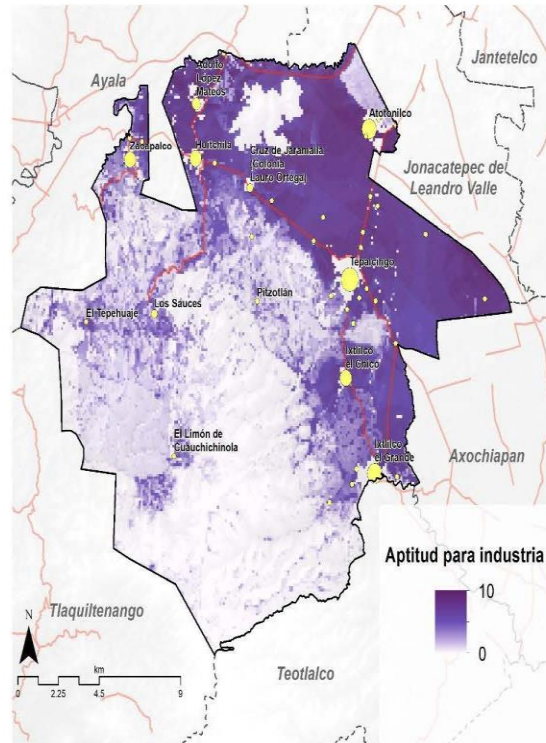 Jantetelco
Ayala
Adolfo
López
Mateos
Atotonilco
Zacapalco
Huitchila
Cruz de Jaramalla
(Colonia
Lauro Ortega)
Jonacatepec del
Leandro Valle
Tepalcingo
Pitzotlán
Los Sauces
El Tepehuaje
Ixtlilco
el Chico
El Limón de
Cuauchichinola
Ixtlilco
el Grande
Axochiapan
Aptitud para industria
10
0
Tlaquiltenango
N
km
0 2.25 4.5 9
Teotlalco